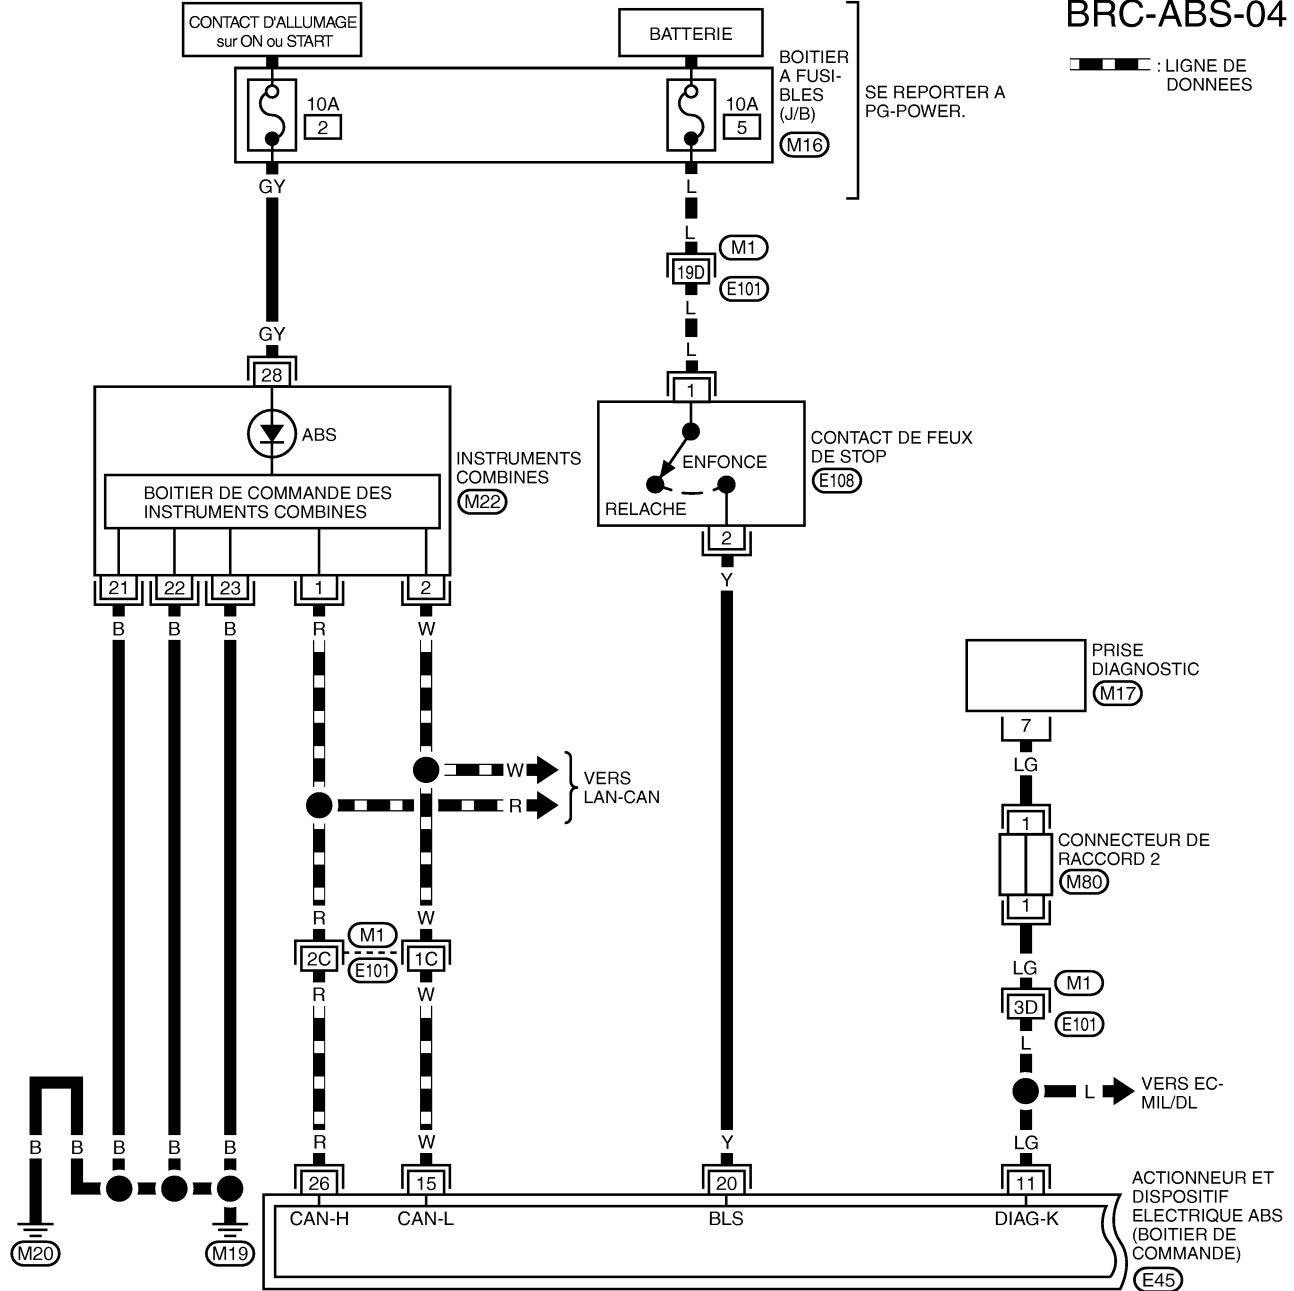 BRC-ABS-04
: LIGNE DE
DONNEES
CONTACT D'ALLUMAGE
sur ON ou START
BATTERIE
BOITIER
A FUSI-
BLES
(J/B)
M16
SE REPORTER A
PG-POWER.
10A
2
10A
5
GY
L
L
M1
19D
E101
L
GY
L
28
1
ABS
INSTRUMENTS
COMBINES
M22
BOITIER DE COMMANDE DES
INSTRUMENTS COMBINES
CONTACT DE FEUX
DE STOP
E108
ENFONCE
RELACHE
2
Y
21
22
23
1
2
B
B
B
R
W
PRISE
DIAGNOSTIC
M17
7
LG
W
R
VERS
LAN-CAN
1
CONNECTEUR DE
RACCORD 2
M80
1
R
W
M1
2C
1C
E101
R
W
LG
M1
3D
E101
L
L
VERS EC-
MIL/DL
B
B
B
B
B
R
W
Y
LG
26
15
20
11
CAN-H
CAN-L
BLS
DIAG-K
M20
M19
ACTIONNEUR ET
DISPOSITIF
ELECTRIQUE ABS
(BOITIER DE
COMMANDE)
E45